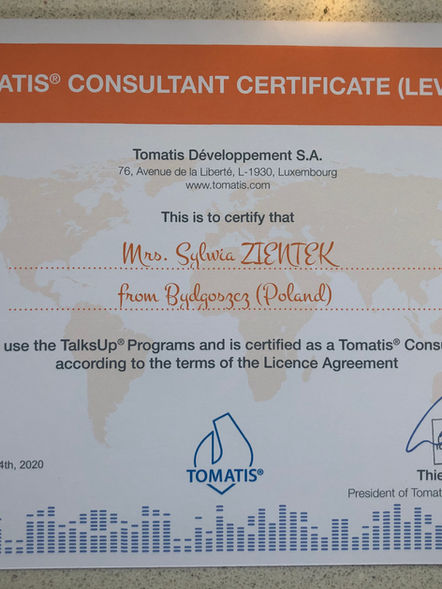 ATIS® CONSULTANT CERTIFICATE (LEV
Tomatis Développement S.A.
76, Avenue de la Liberté, L-1930, Luxembourg
www.tomatis.com
This is to certify that
Mrs. Sylwia ZIENTEK
from Bydgoszcz (Poland)
use the TalksUp® Programs and is certified as a Tomatis® Consu
according to the terms of the Licence Agreement
4th, 2020
TOMATIS®
Thie
President of Tomat